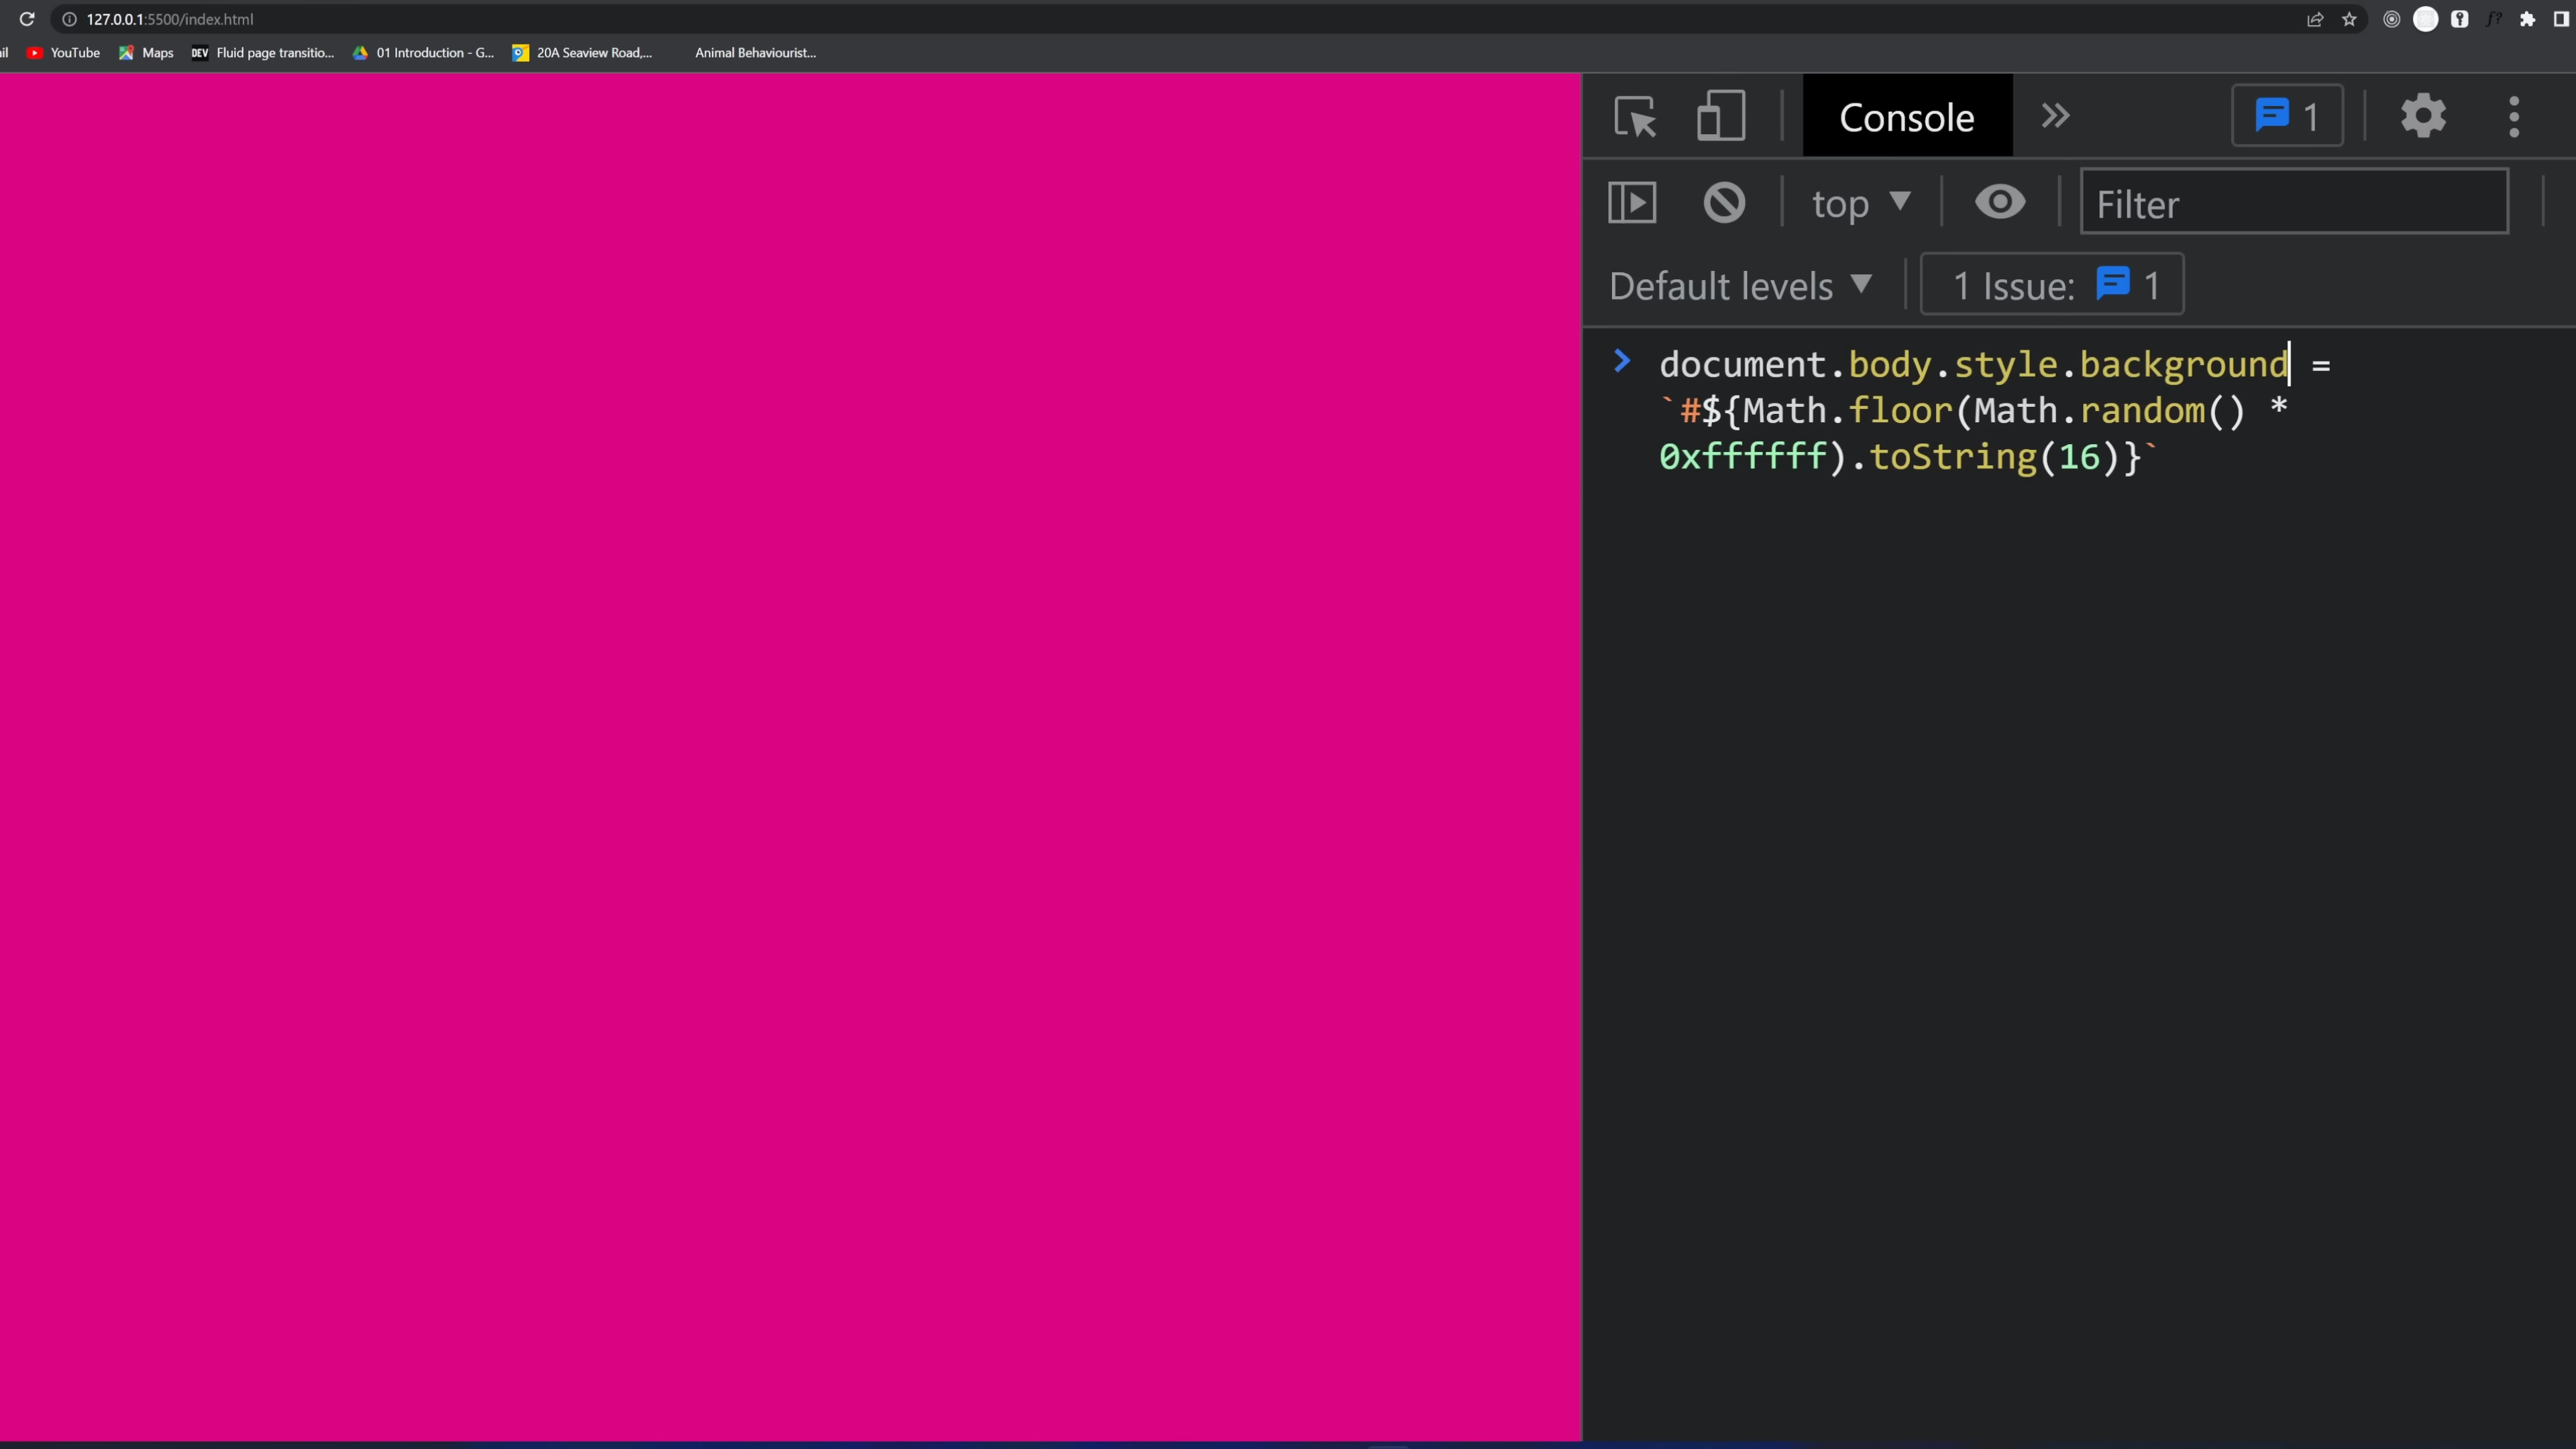 127.0.0.1:5500/index.html
il YouTube Maps DEV Fluid page transitio... 01 Introduction - G... 20A Seaview Road,... Animal Behaviourist...
Console 1
top Filter
Default levels 1 Issue: 1
document.body.style.background =
`#${Math.floor(Math.random() *
0xffffff).toString(16)}`